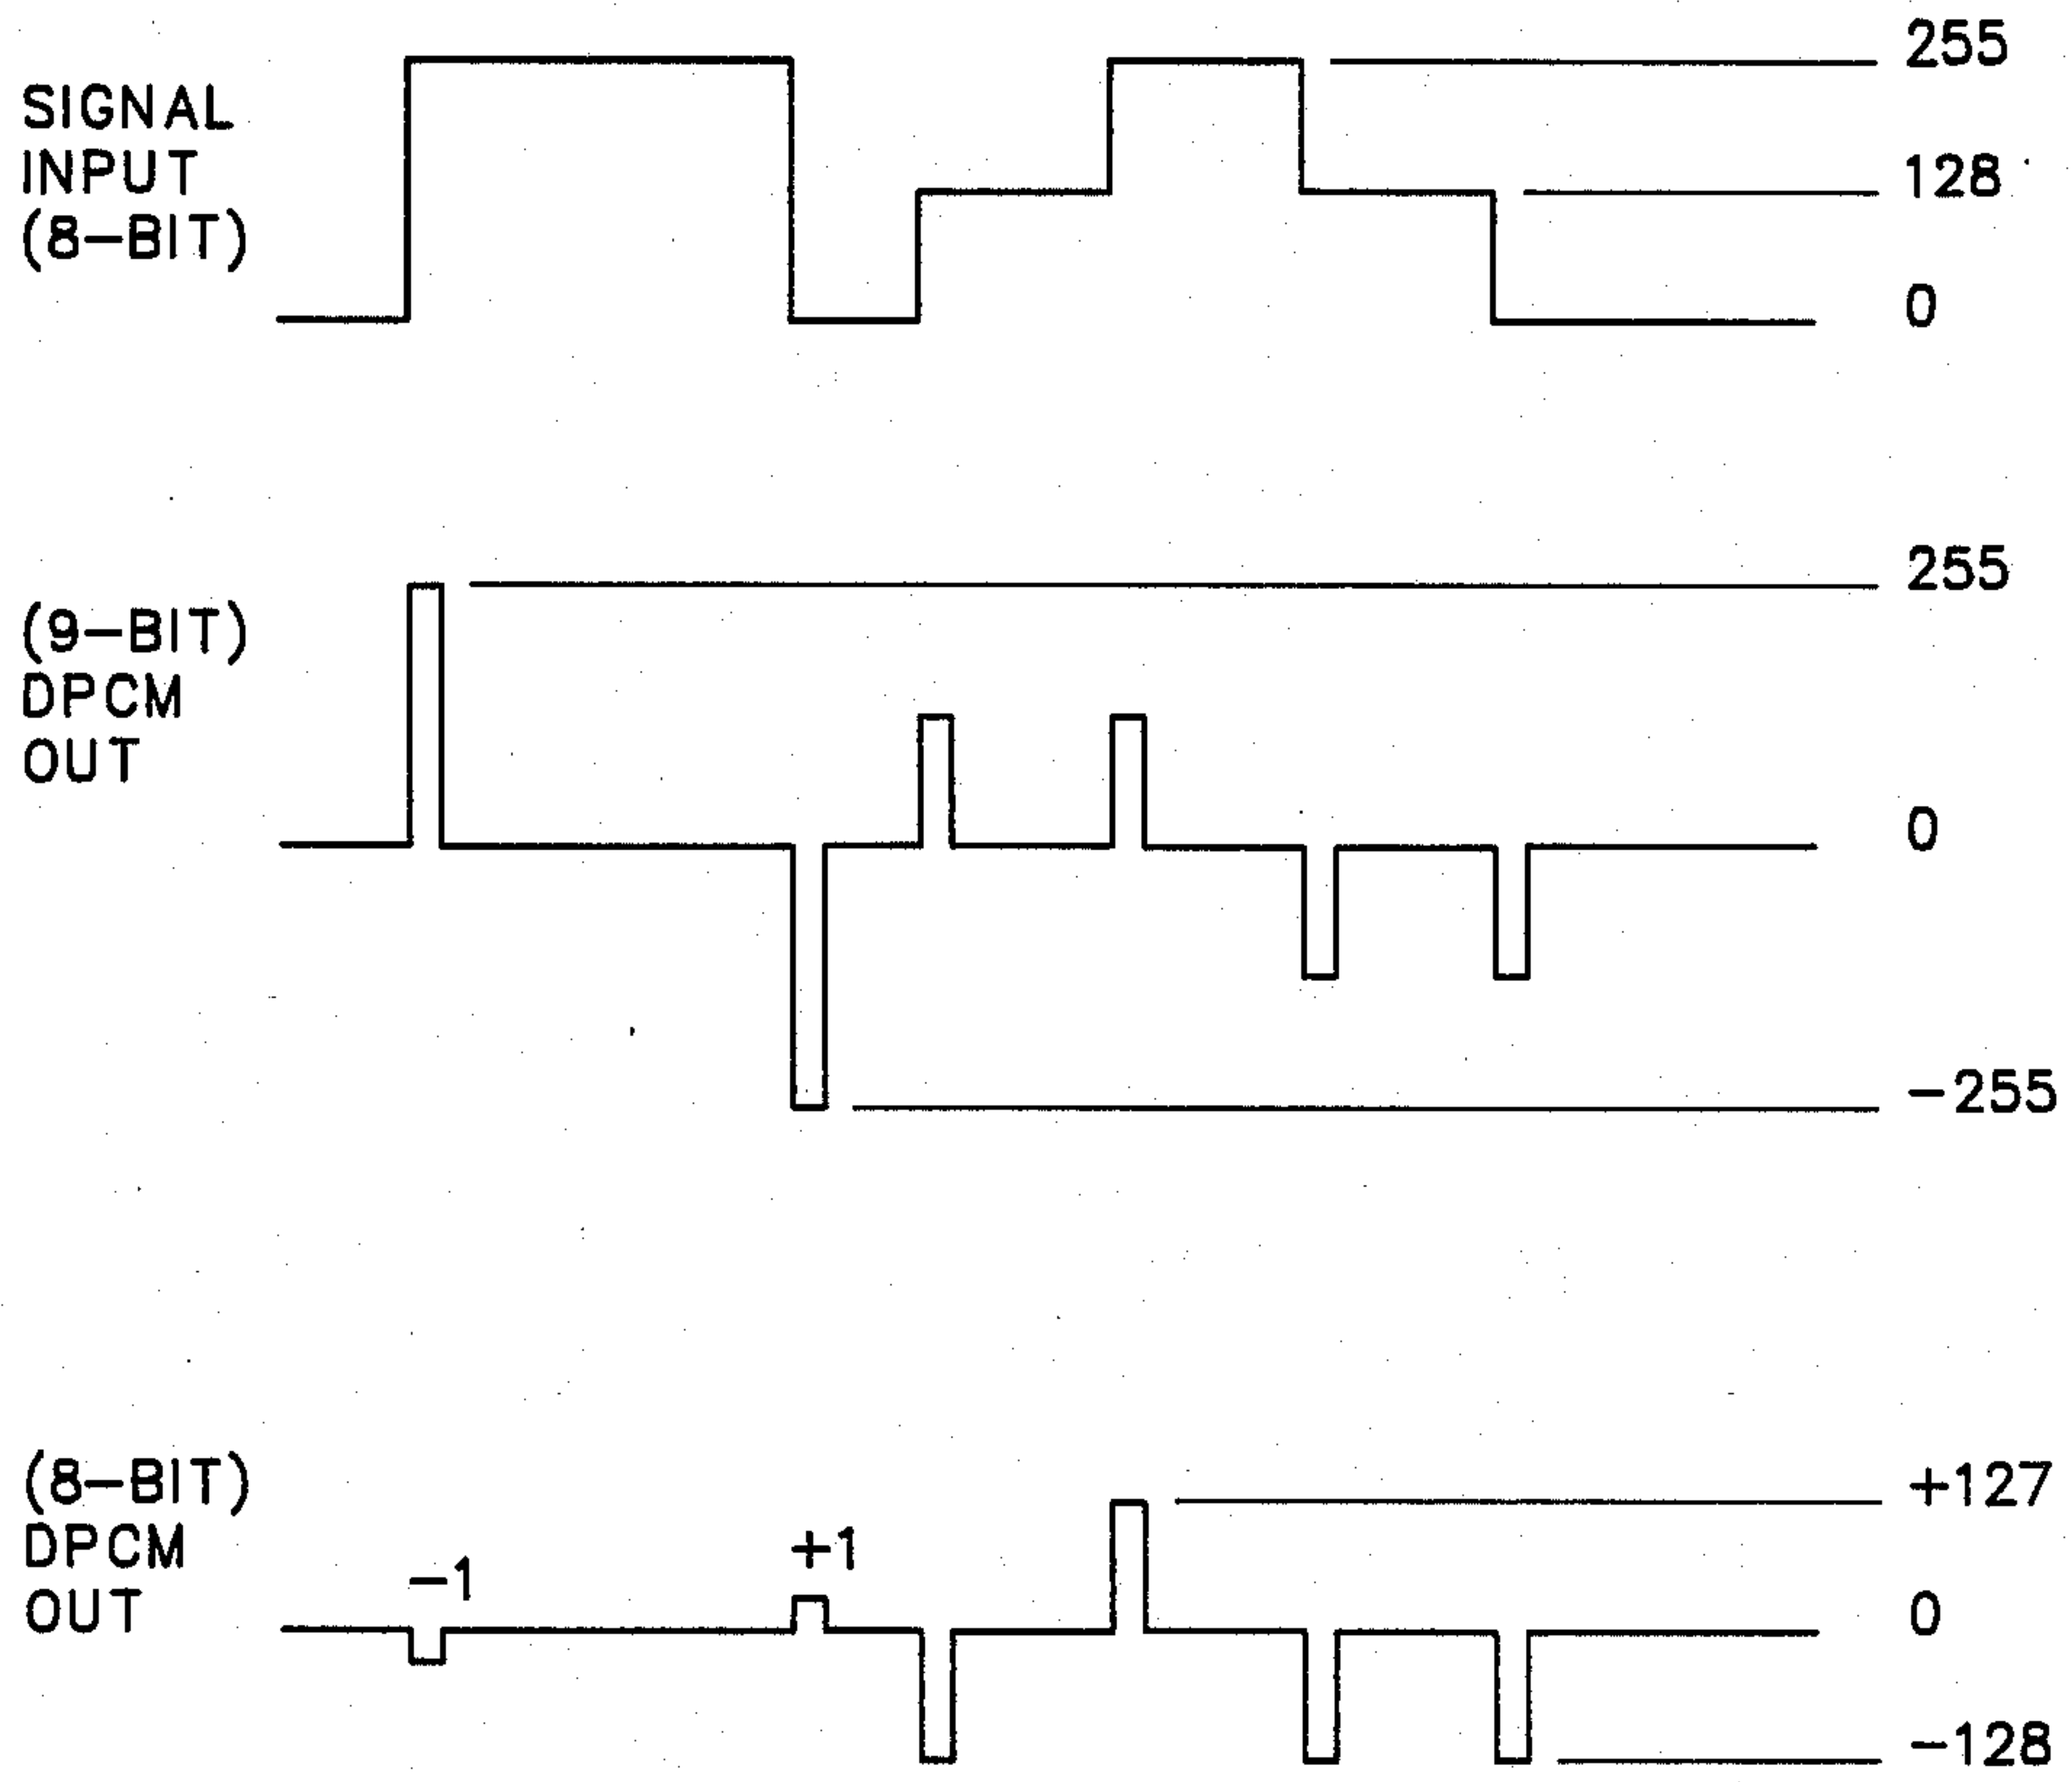 SIGNAL
INPUT
(8-BIT)
255
128
0
(9-BIT)
DPCM
OUT
255
0
-255
(8-BIT)
DPCM
OUT
-1
+1
+127
0
-128